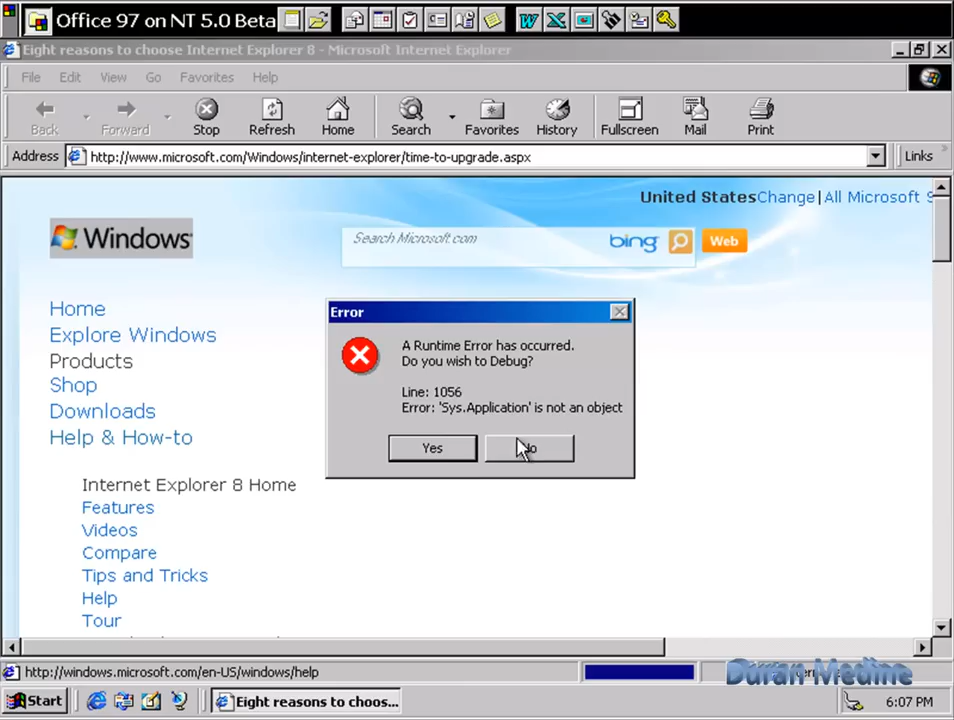 Office 97 on NT 5.0 Beta
Eight reasons to choose Internet Explorer 8 - Microsoft Internet Explorer
File Edit View Go Favorites Help
Back Forward Stop Refresh Home Search Favorites History Fullscreen Mail Print
Address http://www.microsoft.com/Windows/internet-explorer/time-to-upgrade.aspx Links
United StatesChange|All Microsoft S
Windows
Search Microsoft.com bing Web
Home
Explore Windows
Products
Shop
Downloads
Help & How-to
Internet Explorer 8 Home
Features
Videos
Compare
Tips and Tricks
Help
Tour
Error
A Runtime Error has occurred.
Do you wish to Debug?
Line: 1056
Error: 'Sys.Application' is not an object
Yes
http://windows.microsoft.com/en-US/windows/help
Duran Medine
Start Eight reasons to choos... 6:07 PM